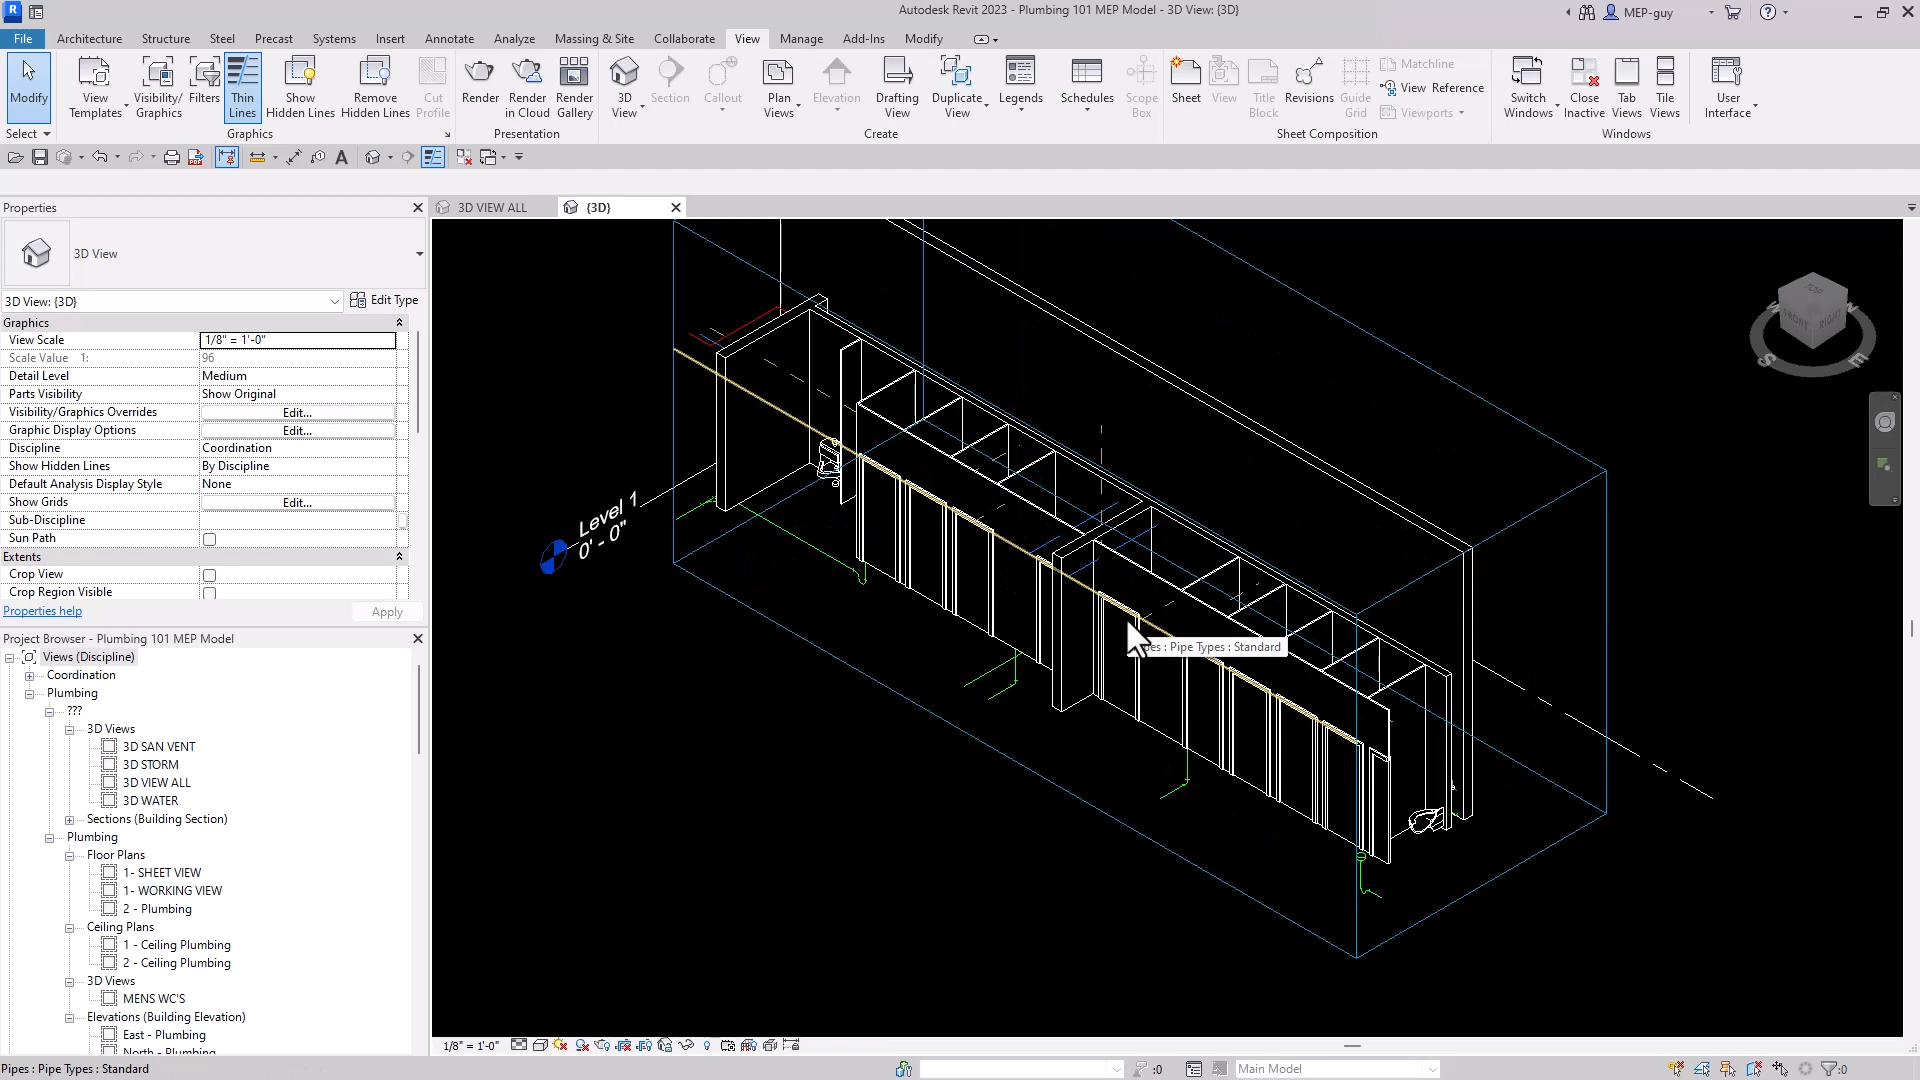 Autodesk Revit 2023 - Plumbing 101 MEP Model - 3D View: {3D}
MEP-guy
File Architecture Structure Steel Precast Systems Insert Annotate Analyze Massing & Site Collaborate View Manage Add-Ins Modify
Modify
View Templates
Visibility/ Graphics
Filters
Thin Lines
Show Hidden Lines
Remove Hidden Lines
Cut Profile
Render
Render in Cloud
Render Gallery
3D View
Section
Callout
Plan Views
Elevation
Drafting View
Duplicate View
Legends
Schedules
Scope Box
Sheet
View
Title Block
Revisions
Guide Grid
Matchline
View Reference
Viewports
Switch Windows
Close Inactive
Tab Views
Tile Views
User Interface
Select Graphics Presentation Create Sheet Composition Windows
Properties
3D VIEW ALL
{3D}
3D View
3D View: {3D}
Edit Type
Graphics
View Scale 1/8" = 1'-0"
Scale Value 1: 96
Detail Level Medium
Parts Visibility Show Original
Visibility/Graphics Overrides Edit...
Graphic Display Options Edit...
Discipline Coordination
Show Hidden Lines By Discipline
Default Analysis Display Style None
Show Grids Edit...
Sub-Discipline
Sun Path
Extents
Crop View
Crop Region Visible
Properties help
Apply
Project Browser - Plumbing 101 MEP Model
Views (Discipline)
Coordination
Plumbing
???
3D Views
3D SAN VENT
3D STORM
3D VIEW ALL
3D WATER
Sections (Building Section)
Plumbing
Floor Plans
1- SHEET VIEW
1- WORKING VIEW
2 - Plumbing
Ceiling Plans
1 - Ceiling Plumbing
2 - Ceiling Plumbing
3D Views
MENS WC'S
Elevations (Building Elevation)
East - Plumbing
North - Plumbing
Level 1
0' - 0"
: Pipe Types : Standard
TOP
FRONT
RIGHT
W
N
S
E
1/8" = 1'-0"
Pipes : Pipe Types : Standard
:0
Main Model
:0